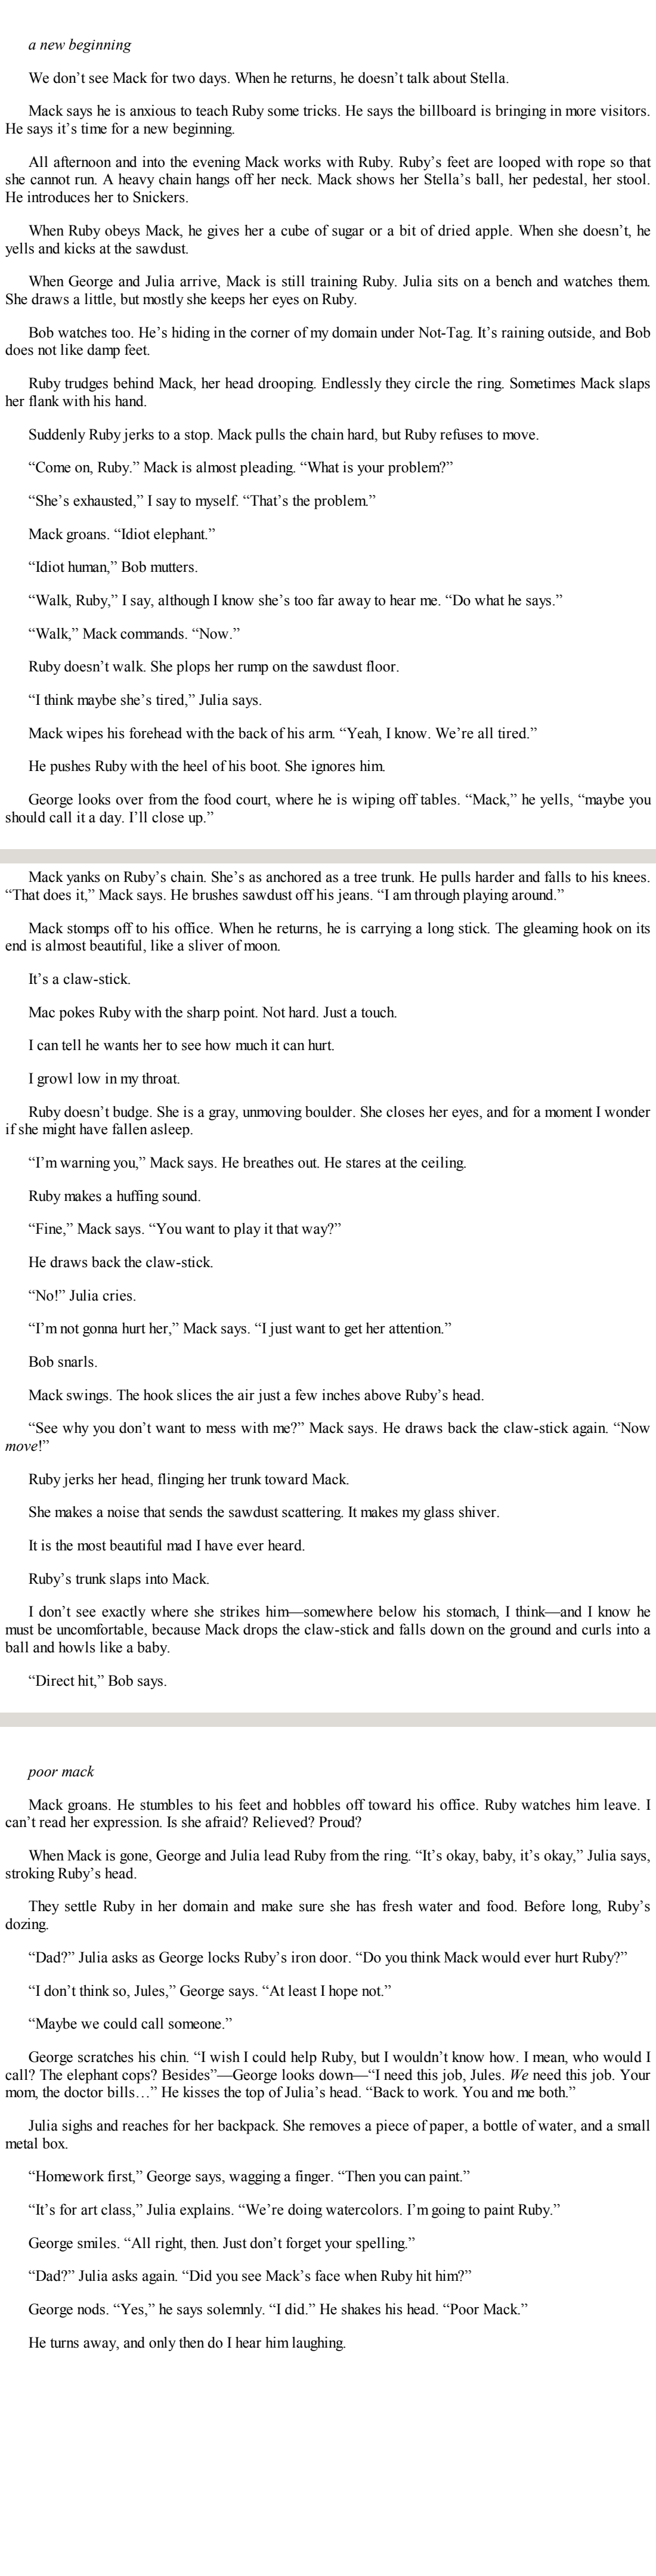 a new beginning
We don’t see Mack for two days. When he returns, he doesn’t talk about Stella.
Mack says he is anxious to teach Ruby some tricks. He says the billboard is bringing in more visitors.
He says it’s time for a new beginning.
All afternoon and into the evening Mack works with Ruby. Ruby’s feet are looped with rope so that
she cannot run. A heavy chain hangs off her neck. Mack shows her Stella’s ball, her pedestal, her stool.
He introduces her to Snickers.
When Ruby obeys Mack, he gives her a cube of sugar or a bit of dried apple. When she doesn’t, he
yells and kicks at the sawdust.
When George and Julia arrive, Mack is still training Ruby. Julia sits on a bench and watches them.
She draws a little, but mostly she keeps her eyes on Ruby.
Bob watches too. He’s hiding in the corner of my domain under Not-Tag. It’s raining outside, and Bob
does not like damp feet.
Ruby trudges behind Mack, her head drooping. Endlessly they circle the ring. Sometimes Mack slaps
her flank with his hand.
Suddenly Ruby jerks to a stop. Mack pulls the chain hard, but Ruby refuses to move.
“Come on, Ruby.” Mack is almost pleading. “What is your problem?”
“She’s exhausted,” I say to myself. “That’s the problem.”
Mack groans. “Idiot elephant.”
“Idiot human,” Bob mutters.
“Walk, Ruby,” I say, although I know she’s too far away to hear me. “Do what he says.”
“Walk,” Mack commands. “Now.”
Ruby doesn’t walk. She plops her rump on the sawdust floor.
“I think maybe she’s tired,” Julia says.
Mack wipes his forehead with the back of his arm. “Yeah, I know. We’re all tired.”
He pushes Ruby with the heel of his boot. She ignores him.
George looks over from the food court, where he is wiping off tables. “Mack,” he yells, “maybe you
should call it a day. I’ll close up.”
Mack yanks on Ruby’s chain. She’s as anchored as a tree trunk. He pulls harder and falls to his knees.
“That does it,” Mack says. He brushes sawdust off his jeans. “I am through playing around.”
Mack stomps off to his office. When he returns, he is carrying a long stick. The gleaming hook on its
end is almost beautiful, like a sliver of moon.
It’s a claw-stick.
Mac pokes Ruby with the sharp point. Not hard. Just a touch.
I can tell he wants her to see how much it can hurt.
I growl low in my throat.
Ruby doesn’t budge. She is a gray, unmoving boulder. She closes her eyes, and for a moment I wonder
if she might have fallen asleep.
“I’m warning you,” Mack says. He breathes out. He stares at the ceiling.
Ruby makes a huffing sound.
“Fine,” Mack says. “You want to play it that way?”
He draws back the claw-stick.
“No!” Julia cries.
“I’m not gonna hurt her,” Mack says. “I just want to get her attention.”
Bob snarls.
Mack swings. The hook slices the air just a few inches above Ruby’s head.
“See why you don’t want to mess with me?” Mack says. He draws back the claw-stick again. “Now
move!”
Ruby jerks her head, flinging her trunk toward Mack.
She makes a noise that sends the sawdust scattering. It makes my glass shiver.
It is the most beautiful mad I have ever heard.
Ruby’s trunk slaps into Mack.
I don’t see exactly where she strikes him—somewhere below his stomach, I think—and I know he
must be uncomfortable, because Mack drops the claw-stick and falls down on the ground and curls into a
ball and howls like a baby.
“Direct hit,” Bob says.
poor mack
Mack groans. He stumbles to his feet and hobbles off toward his office. Ruby watches him leave. I
can’t read her expression. Is she afraid? Relieved? Proud?
When Mack is gone, George and Julia lead Ruby from the ring. “It’s okay, baby, it’s okay,” Julia says,
stroking Ruby’s head.
They settle Ruby in her domain and make sure she has fresh water and food. Before long, Ruby’s
dozing.
“Dad?” Julia asks as George locks Ruby’s iron door. “Do you think Mack would ever hurt Ruby?”
“I don’t think so, Jules,” George says. “At least I hope not.”
“Maybe we could call someone.”
George scratches his chin. “I wish I could help Ruby, but I wouldn’t know how. I mean, who would I
call? The elephant cops? Besides”—George looks down—“I need this job, Jules. We need this job. Your
mom, the doctor bills…” He kisses the top of Julia’s head. “Back to work. You and me both.”
Julia sighs and reaches for her backpack. She removes a piece of paper, a bottle of water, and a small
metal box.
“Homework first,” George says, wagging a finger. “Then you can paint.”
“It’s for art class,” Julia explains. “We’re doing watercolors. I’m going to paint Ruby.”
George smiles. “All right, then. Just don’t forget your spelling.”
“Dad?” Julia asks again. “Did you see Mack’s face when Ruby hit him?”
George nods. “Yes,” he says solemnly. “I did.” He shakes his head. “Poor Mack.”
He turns away, and only then do I hear him laughing.